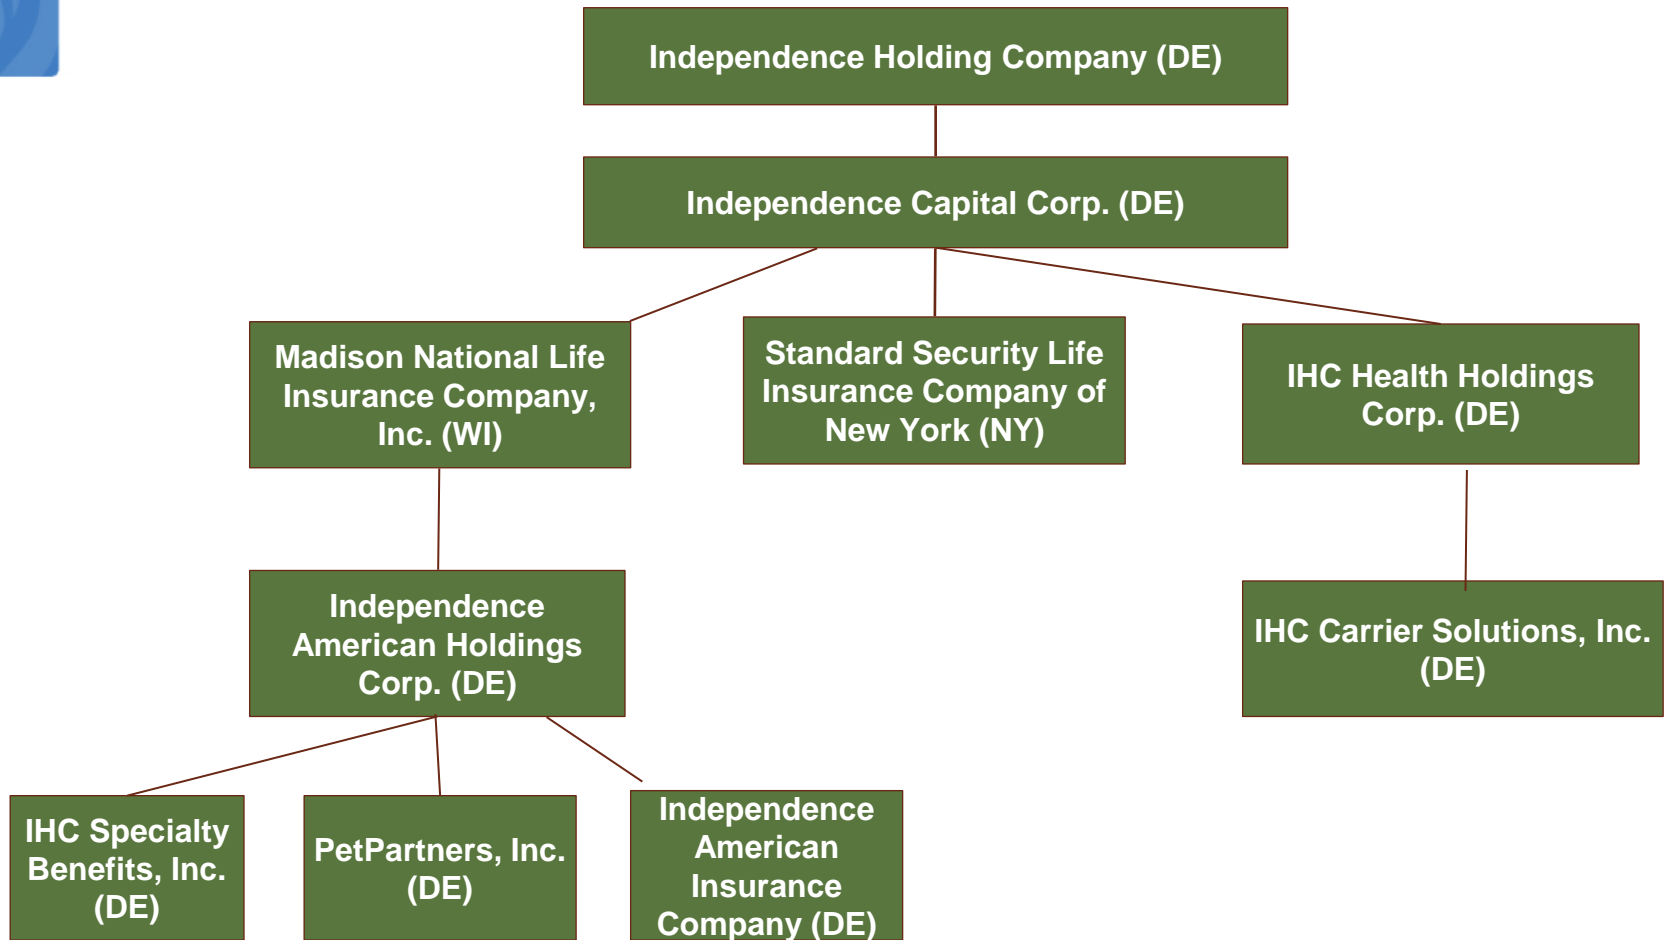 Independence Holding Company (DE)
Independence Capital Corp. (DE)
Madison National Life
Insurance Company,
Inc. (WI)
Standard Security Life
Insurance Company of
New York (NY)
IHC Health Holdings
Corp. (DE)
Independence
American Holdings
Corp. (DE)
IHC Carrier Solutions, Inc.
(DE)
IHC Specialty
Benefits, Inc.
(DE)
PetPartners, Inc.
(DE)
Independence
American
Insurance
Company (DE)